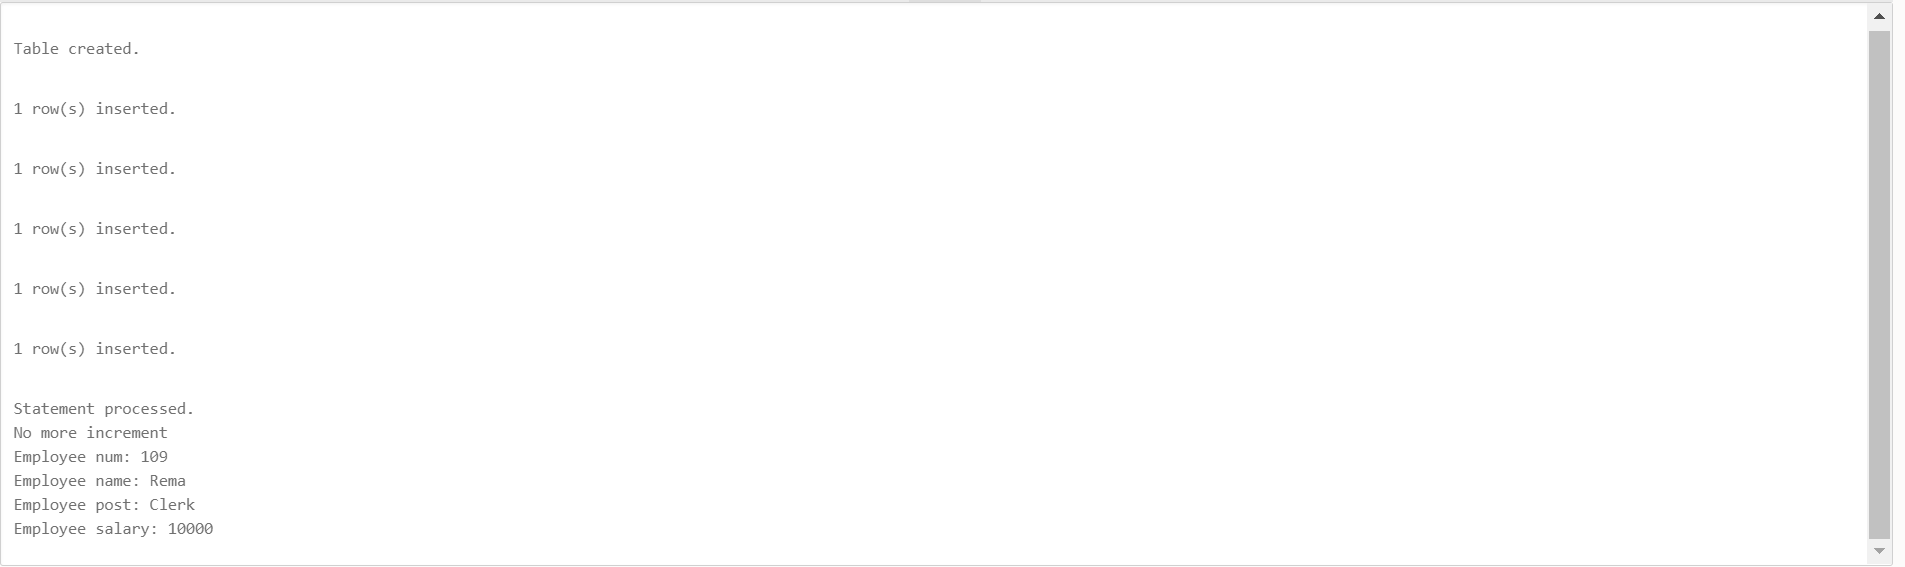 Table created.
1 row(s) inserted.
1 row(s) inserted.
1 row(s) inserted.
1 row(s) inserted.
1 row(s) inserted.
Statement processed.
No more increment
Employee num: 109
Employee name: Rema
Employee post: Clerk
Employee salary: 10000